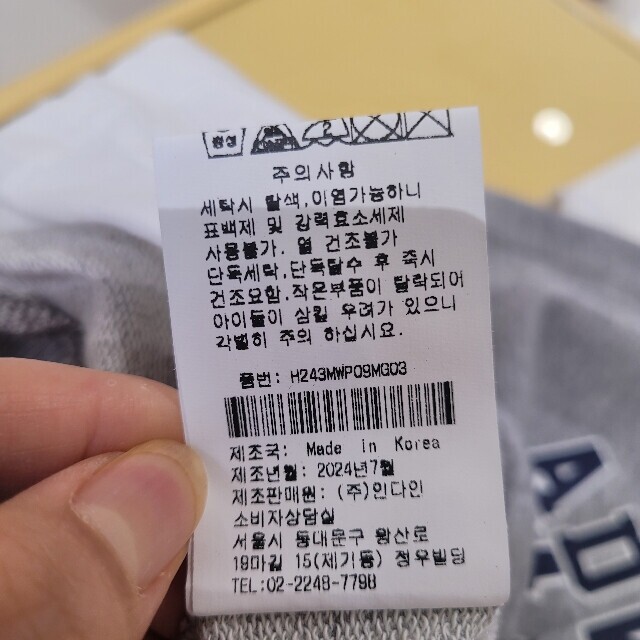 주의사항
세탁시 탈색,이염가능하니
표백제 및 강력효소세제
사용불가. 열 건조불가
단독세탁,단독탈수 후 즉시
건조요함.작은부품이 탈락되어
아이들이 삼킬 우려가 있으니
각별히 주의 하십시요.
품번: H243MWP09MG03
제조국: Made in Korea
제조년월: 2024년7월
제조판매원: (주)인다인
소비자상담실
서울시 동대문구 왕산로
19마길 15(제기동) 정우빌딩
TEL:02-2248-7798